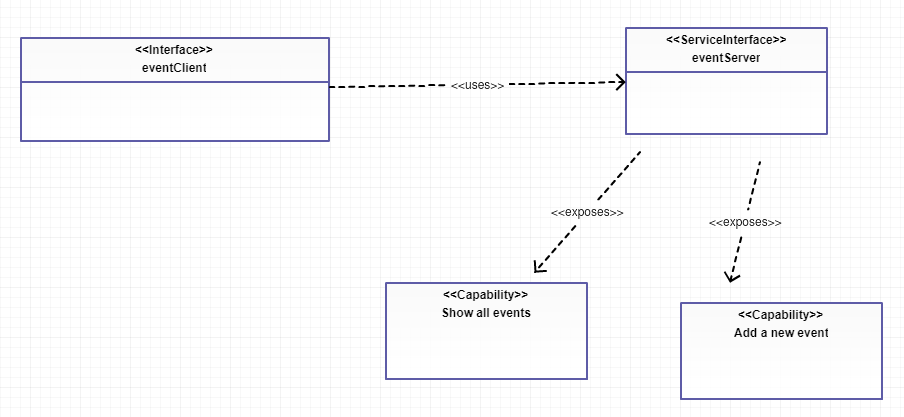 <<Interface>>
eventClient
<<uses>>
<<ServiceInterface>>
eventServer
<<exposes>>
<<exposes>>
<<Capability>>
Show all events
<<Capability>>
Add a new event